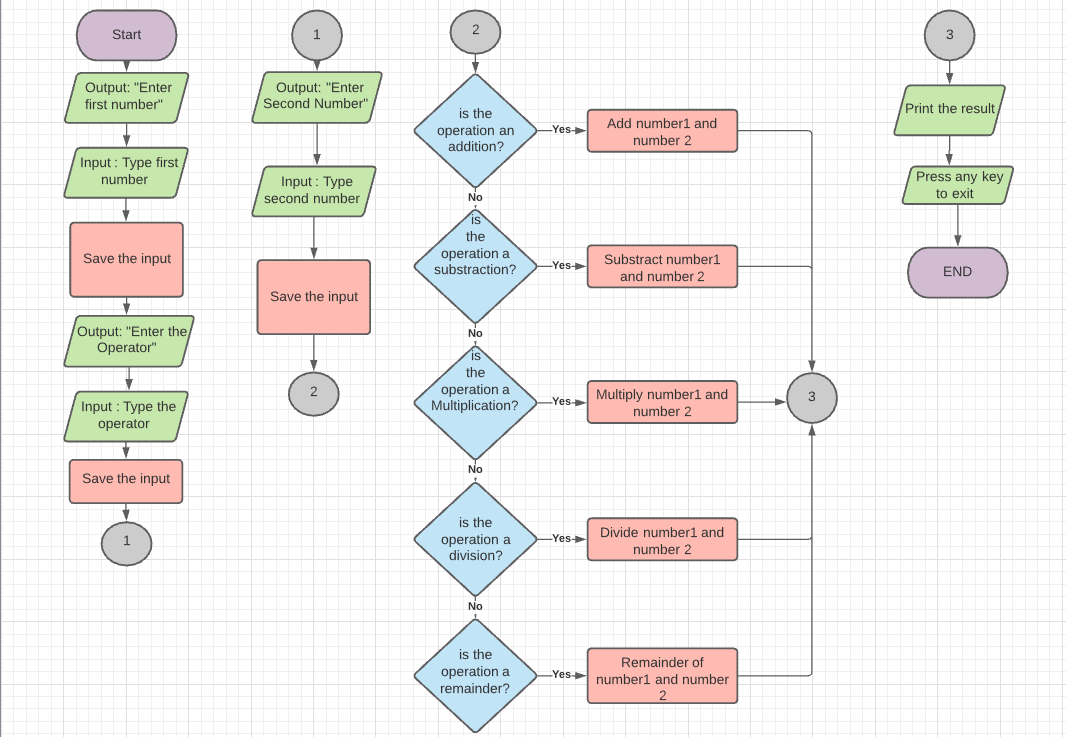 Start
Output: "Enter
first number"
Input : Type first
number
Save the input
Output: "Enter the
Operator"
Input : Type the
operator
Save the input
1
1
Output: "Enter
Second Number"
Input : Type
second number
Save the input
2
2
is the
operation an
addition?
Yes
Add number1 and
number 2
No
is
the
operation a
substraction?
Yes
Substract number1
and number 2
No
is
the
operation a
Multiplication?
Yes
Multiply number1 and
number 2
No
is the
operation a
division?
Yes
Divide number1 and
number 2
No
is the
operation a
remainder?
Yes
Remainder of
number1 and number
2
3
3
Print the result
Press any key
to exit
END